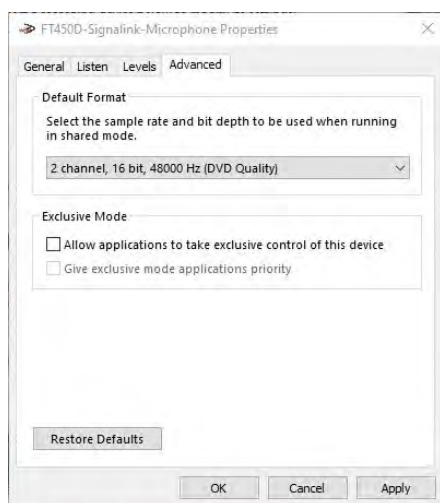 FT450D-Signalink-Microphone Properties
General Listen Levels Advanced
Default Format
Select the sample rate and bit depth to be used when running
in shared mode.
2 channel, 16 bit, 48000 Hz (DVD Quality)
Exclusive Mode
Allow applications to take exclusive control of this device
Give exclusive mode applications priority
Restore Defaults
OK Cancel Apply